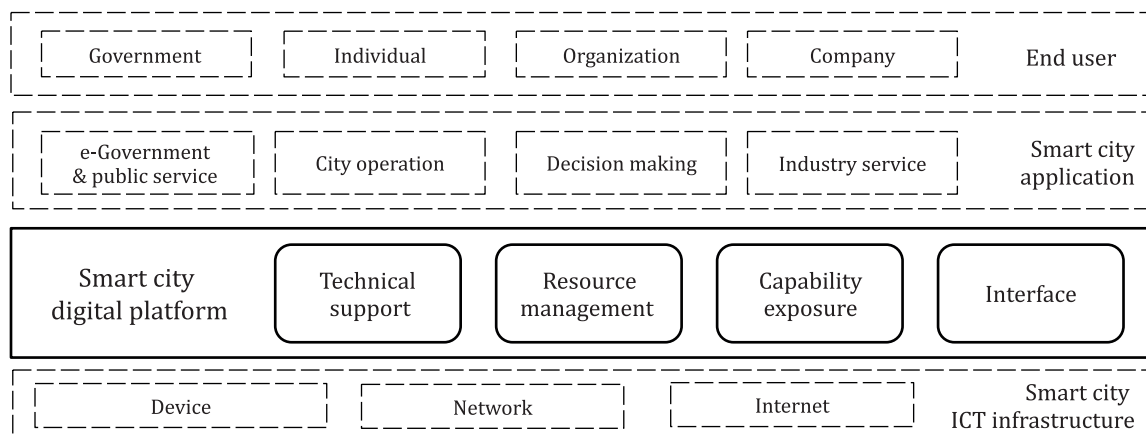 Government
Individual
Organization
Company
End user
e-Government
& public service
City operation
Decision making
Industry service
Smart city
application
Smart city
digital platform
Technical
support
Resource
management
Capability
exposure
Interface
Device
Network
Internet
Smart city
ICT infrastructure